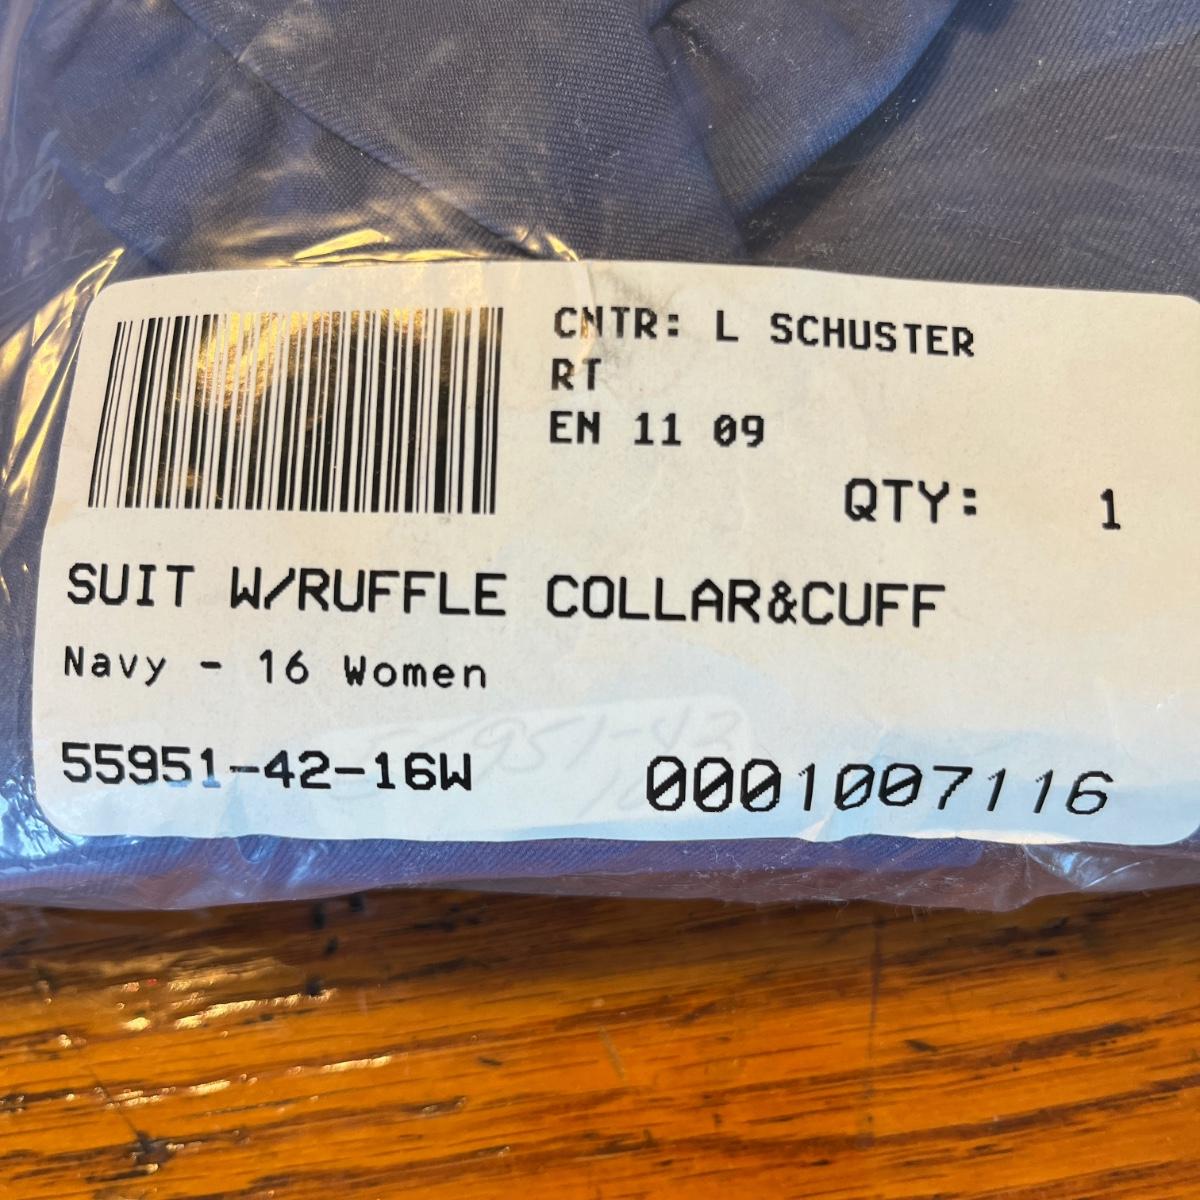 CNTR: L SCHUSTER
RT
EN 11 09
QTY: 1
SUIT W/RUFFLE COLLAR&CUFF
Navy - 16 Women
55951-42-16W
0001007116